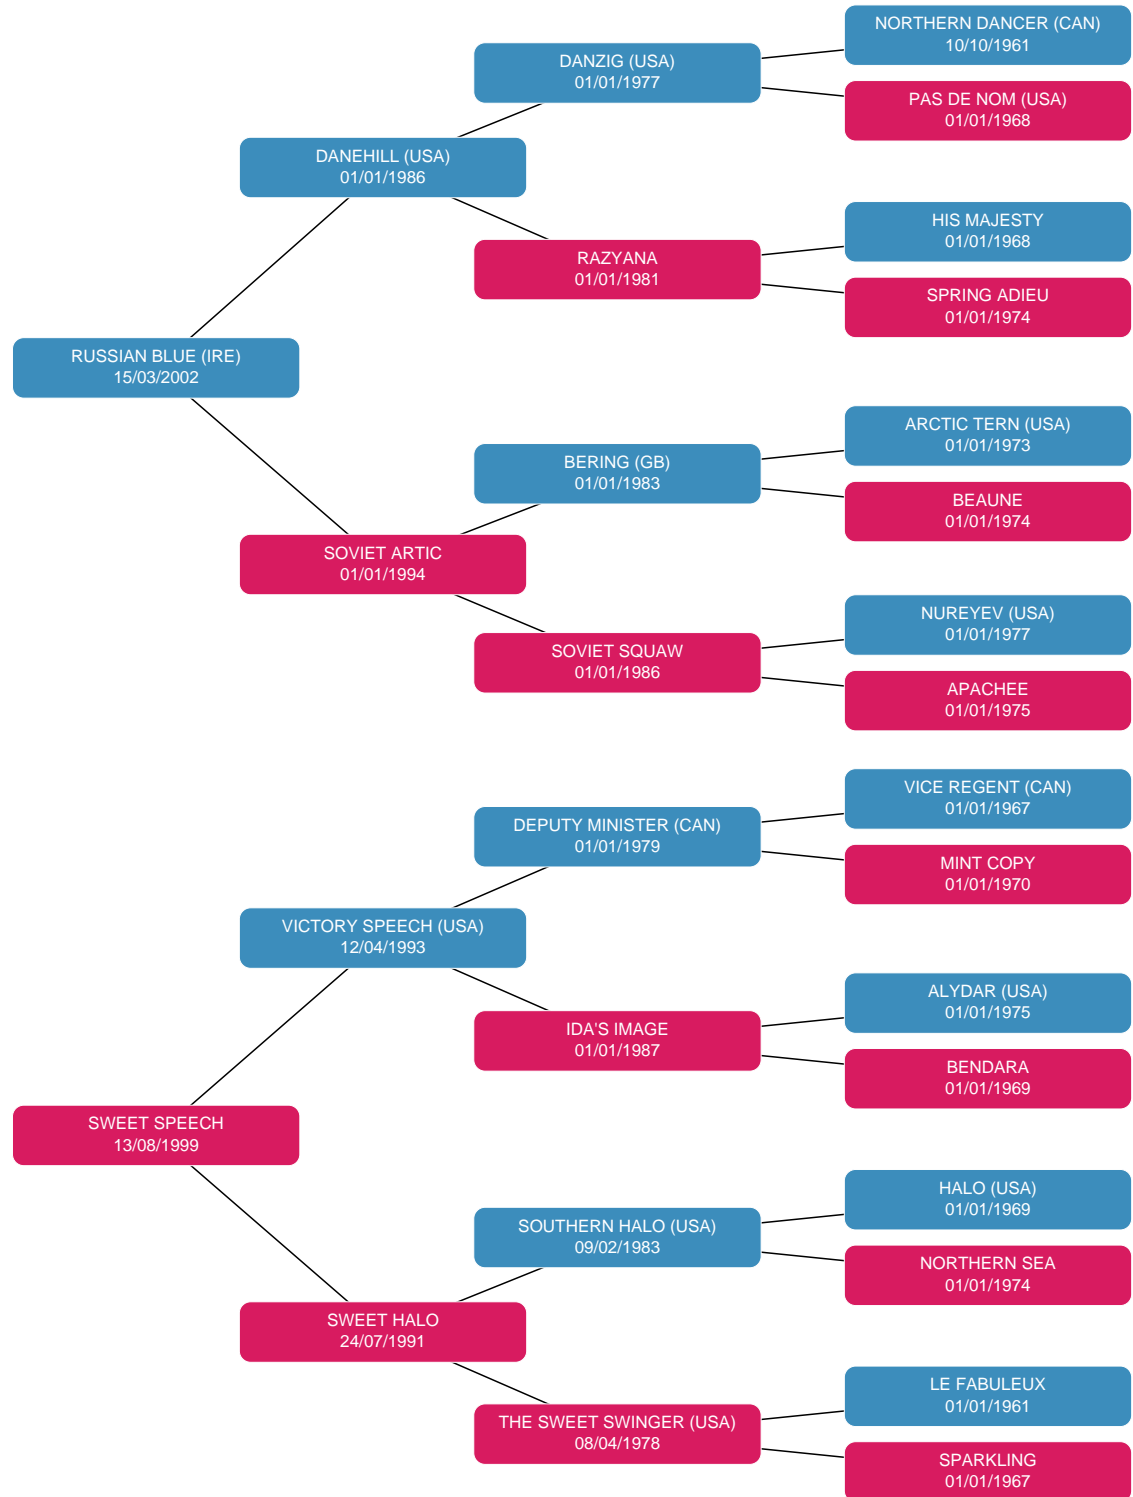 NORTHERN DANCER (CAN)
10/10/1961
DANZIG (USA)
01/01/1977
PAS DE NOM (USA)
01/01/1968
DANEHILL (USA)
01/01/1986
HIS MAJESTY
01/01/1968
RAZYANA
01/01/1981
SPRING ADIEU
01/01/1974
RUSSIAN BLUE (IRE)
15/03/2002
ARCTIC TERN (USA)
01/01/1973
BERING (GB)
01/01/1983
BEAUNE
01/01/1974
SOVIET ARTIC
01/01/1994
NUREYEV (USA)
01/01/1977
SOVIET SQUAW
01/01/1986
APACHEE
01/01/1975
VICE REGENT (CAN)
01/01/1967
DEPUTY MINISTER (CAN)
01/01/1979
MINT COPY
01/01/1970
VICTORY SPEECH (USA)
12/04/1993
ALYDAR (USA)
01/01/1975
IDA'S IMAGE
01/01/1987
BENDARA
01/01/1969
SWEET SPEECH
13/08/1999
HALO (USA)
01/01/1969
SOUTHERN HALO (USA)
09/02/1983
NORTHERN SEA
01/01/1974
SWEET HALO
24/07/1991
LE FABULEUX
01/01/1961
THE SWEET SWINGER (USA)
08/04/1978
SPARKLING
01/01/1967